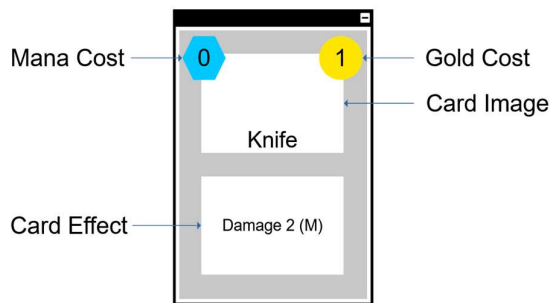 Mana Cost
0
1
Gold Cost
Card Image
Knife
Card Effect
Damage 2 (M)